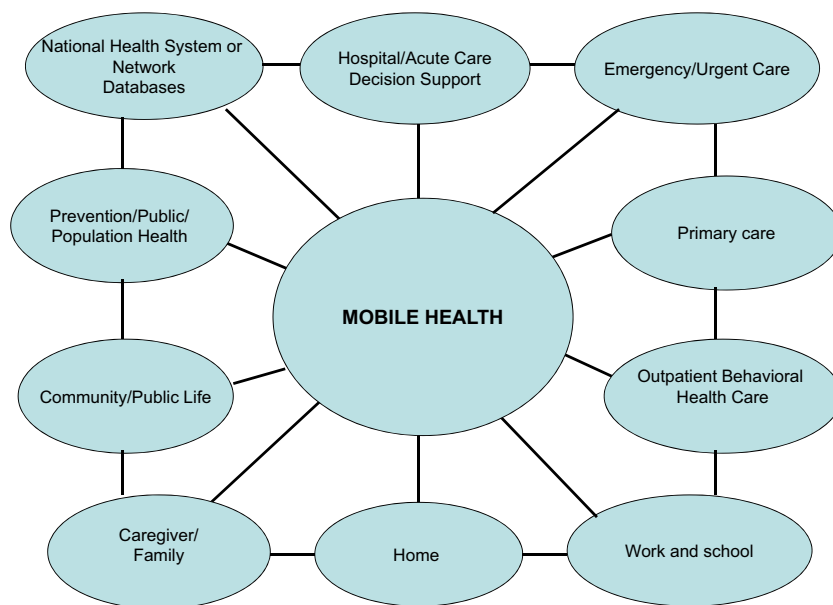 National Health System or
Network
Databases
Hospital/Acute Care
Decision Support
Emergency/Urgent Care
Prevention/Public/
Population Health
Primary care
MOBILE HEALTH
Community/Public Life
Outpatient Behavioral
Health Care
Caregiver/
Family
Home
Work and school